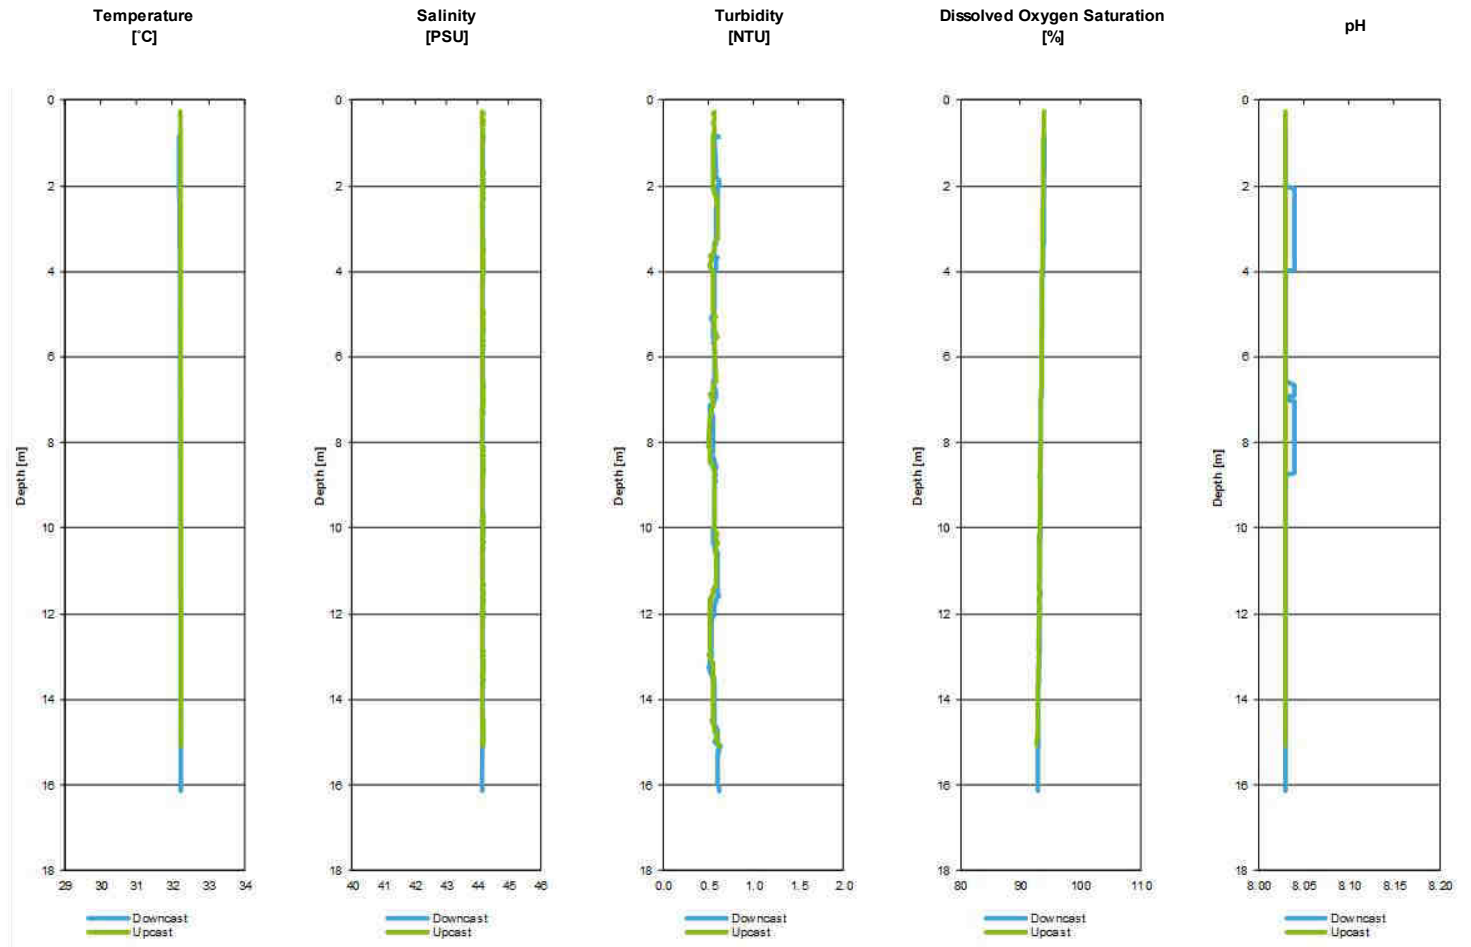 Temperature
[˚C]
Salinity
[PSU]
Turbidity
[NTU]
Dissolved Oxygen Saturation
[%]
pH
0
2
4
6
8
10
12
14
16
18
Depth [m]
29 30 31 32 33 34
Downcast
Upcast
0
2
4
6
8
10
12
14
16
18
Depth [m]
40 41 42 43 44 45 46
Downcast
Upcast
0
2
4
6
8
10
12
14
16
18
Depth [m]
0.0 0.5 1.0 1.5 2.0
Downcast
Upcast
0
2
4
6
8
10
12
14
16
18
Depth [m]
80 90 100 110
Downcast
Upcast
0
2
4
6
8
10
12
14
16
18
Depth [m]
8.00 8.05 8.10 8.15 8.20
Downcast
Upcast